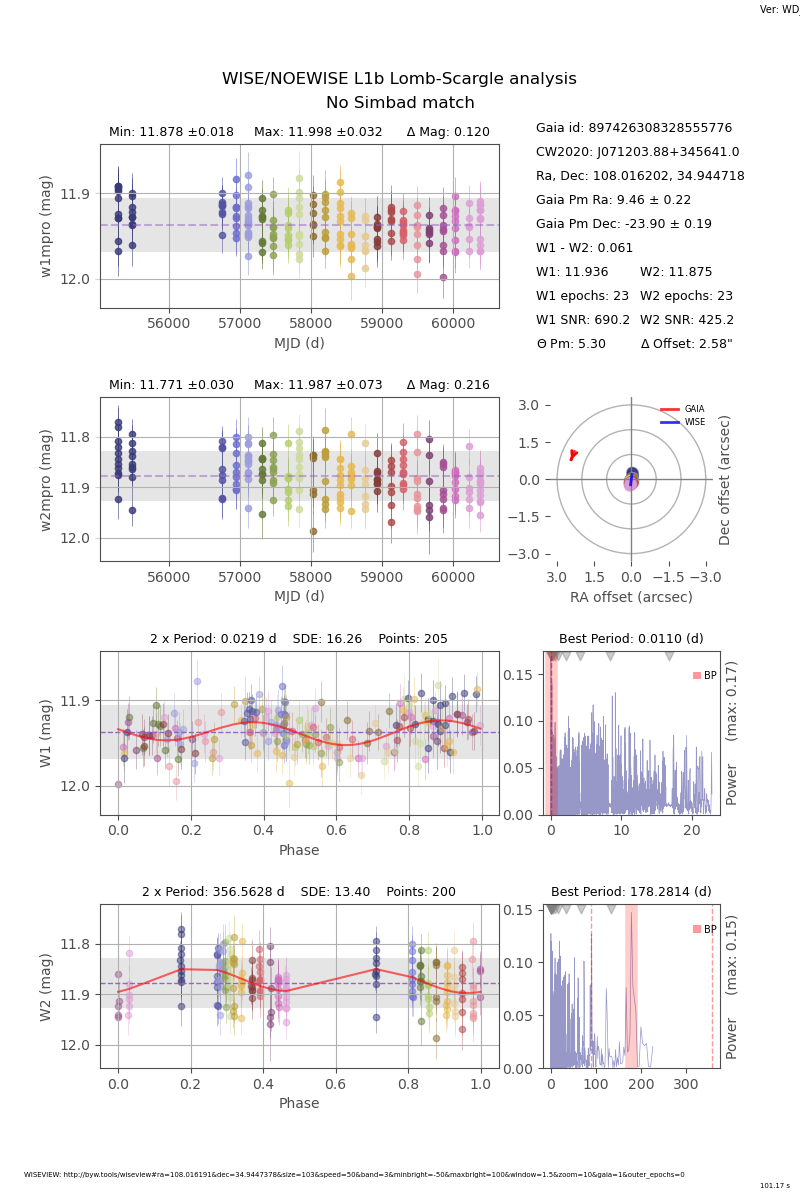 Ver: WD_
WISE/NOEWISE L1b Lomb-Scargle analysis
No Simbad match
Min: 11.878 ±0.018 Max: 11.998 ±0.032 Δ Mag: 0.120
11.9
12.0
w1mpro (mag)
56000 57000 58000 59000 60000
MJD (d)
Gaia id: 897426308328555776
CW2020: J071203.88+345641.0
Ra, Dec: 108.016202, 34.944718
Gaia Pm Ra: 9.46 ± 0.22
Gaia Pm Dec: -23.90 ± 0.19
W1 - W2: 0.061
W1: 11.936 W2: 11.875
W1 epochs: 23 W2 epochs: 23
W1 SNR: 690.2 W2 SNR: 425.2
Θ Pm: 5.30 Δ Offset: 2.58"
Min: 11.771 ±0.030 Max: 11.987 ±0.073 Δ Mag: 0.216
11.8
11.9
12.0
w2mpro (mag)
56000 57000 58000 59000 60000
MJD (d)
GAIA
WISE
3.0
1.5
0.0
−1.5
−3.0
3.0 1.5 0.0 −1.5 −3.0
RA offset (arcsec)
Dec offset (arcsec)
2 x Period: 0.0219 d SDE: 16.26 Points: 205
11.9
12.0
W1 (mag)
0.0 0.2 0.4 0.6 0.8 1.0
Phase
Best Period: 0.0110 (d)
BP
0.15
0.10
0.05
0.00
0 10 20
Power (max: 0.17)
2 x Period: 356.5628 d SDE: 13.40 Points: 200
11.8
11.9
12.0
W2 (mag)
0.0 0.2 0.4 0.6 0.8 1.0
Phase
Best Period: 178.2814 (d)
BP
0.15
0.10
0.05
0.00
0 100 200 300
Power (max: 0.15)
WISEVIEW: http://byw.tools/wiseview#ra=108.016191&dec=34.9447378&size=103&speed=50&band=3&minbright=-50&maxbright=100&window=1.5&zoom=10&gaia=1&outer_epochs=0
101.17 s